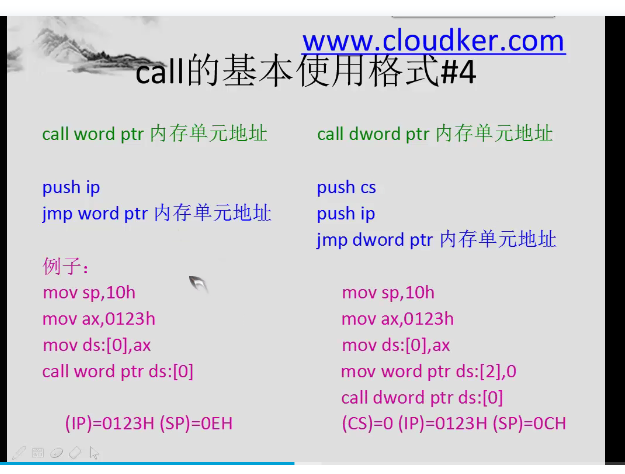 www.cloudker.com
call的基本使用格式#4
call word ptr 内存单元地址
push ip
jmp word ptr 内存单元地址
例子：
mov sp,10h
mov ax,0123h
mov ds:[0],ax
call word ptr ds:[0]
(IP)=0123H (SP)=0EH
call dword ptr 内存单元地址
push cs
push ip
jmp dword ptr 内存单元地址
mov sp,10h
mov ax,0123h
mov ds:[0],ax
mov word ptr ds:[2],0
call dword ptr ds:[0]
(CS)=0 (IP)=0123H (SP)=0CH